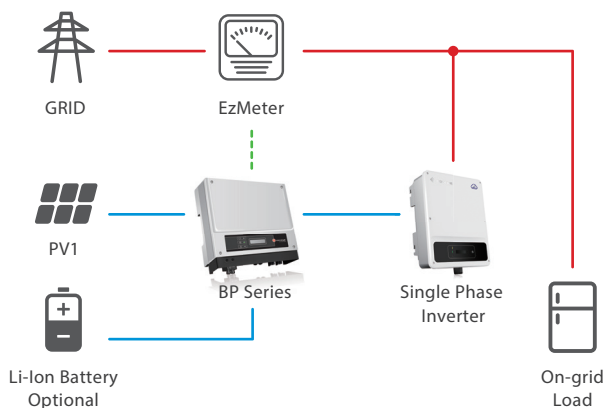 GRID
EzMeter
PV1
BP Series
Single Phase
Inverter
Li-Ion Battery
Optional
On-grid
Load